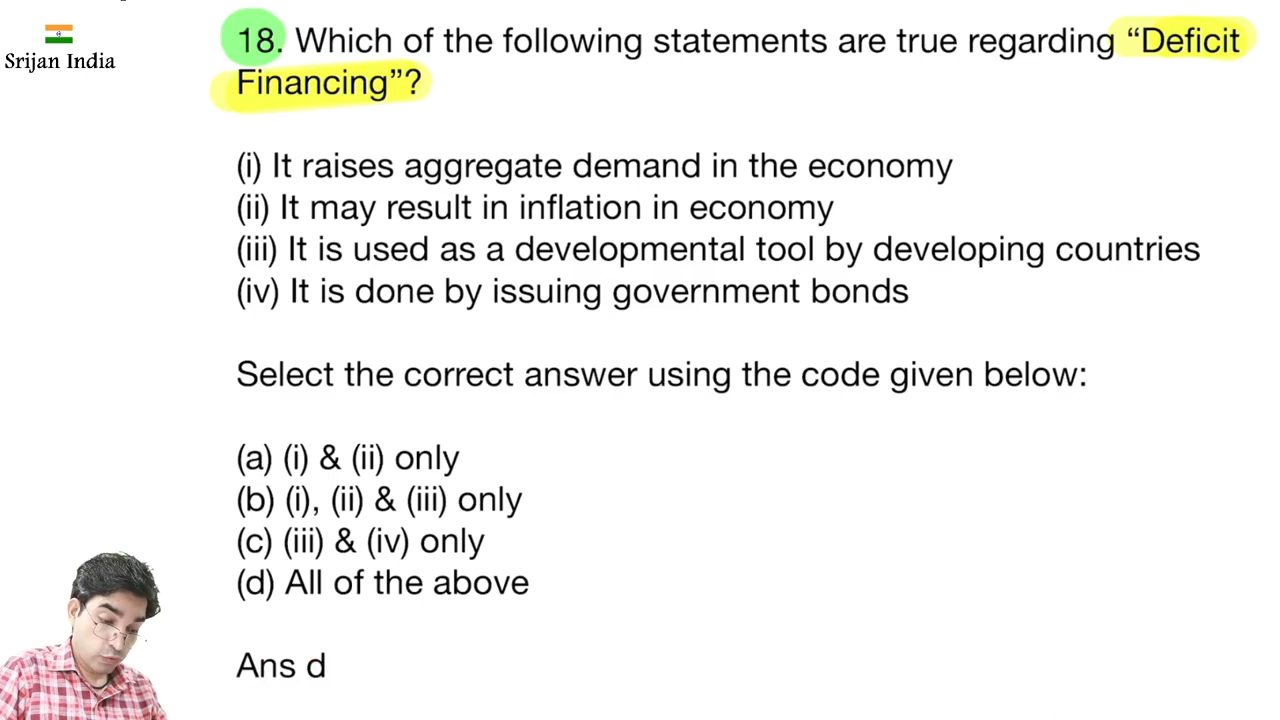 Srijan India
18. Which of the following statements are true regarding “Deficit
Financing”?
(i) It raises aggregate demand in the economy
(ii) It may result in inflation in economy
(iii) It is used as a developmental tool by developing countries
(iv) It is done by issuing government bonds
Select the correct answer using the code given below:
(a) (i) & (ii) only
(b) (i), (ii) & (iii) only
(c) (iii) & (iv) only
(d) All of the above
Ans d